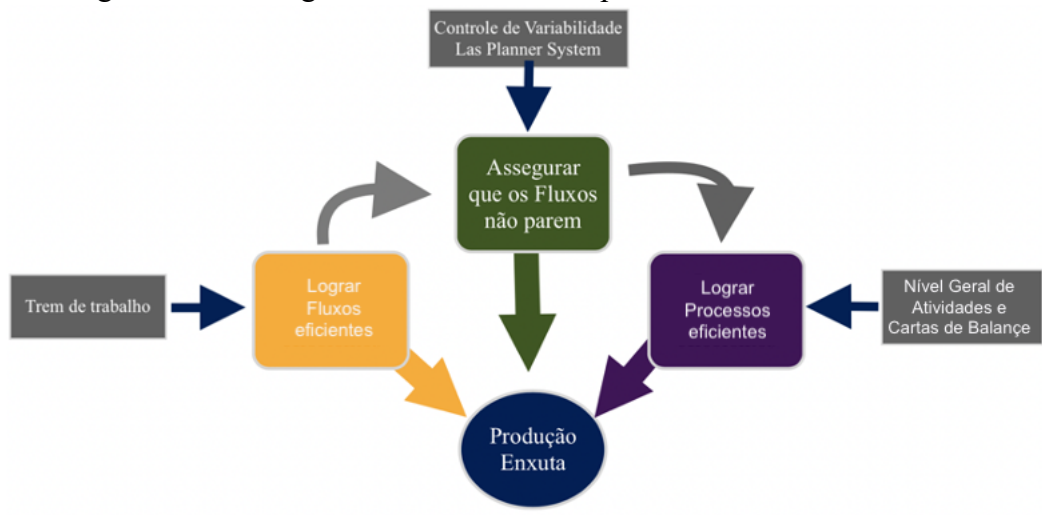 Controle de Variabilidade
Las Planner System
Assegurar
que os Fluxos
não parem
Lograr
Fluxos
eficientes
Lograr
Processos
eficientes
Trem de trabalho
Nível Geral de
Atividades e
Cartas de Balançe
Produção
Enxuta